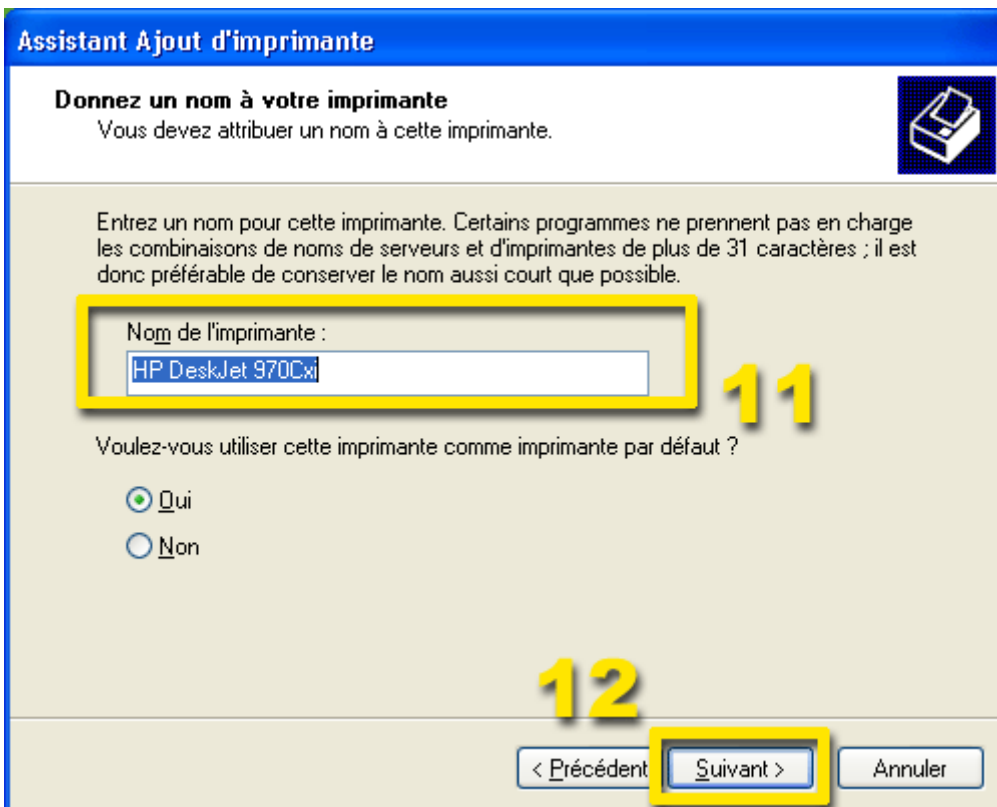 Assistant Ajout d'imprimante
Donnez un nom à votre imprimante
Vous devez attribuer un nom à cette imprimante.
Entrez un nom pour cette imprimante. Certains programmes ne prennent pas en charge
les combinaisons de noms de serveurs et d'imprimantes de plus de 31 caractères ; il est
donc préférable de conserver le nom aussi court que possible.
Nom de l'imprimante :
HP DeskJet 970Cxi
11
Voulez-vous utiliser cette imprimante comme imprimante par défaut ?
Oui
Non
12
< Précédent
Suivant >
Annuler